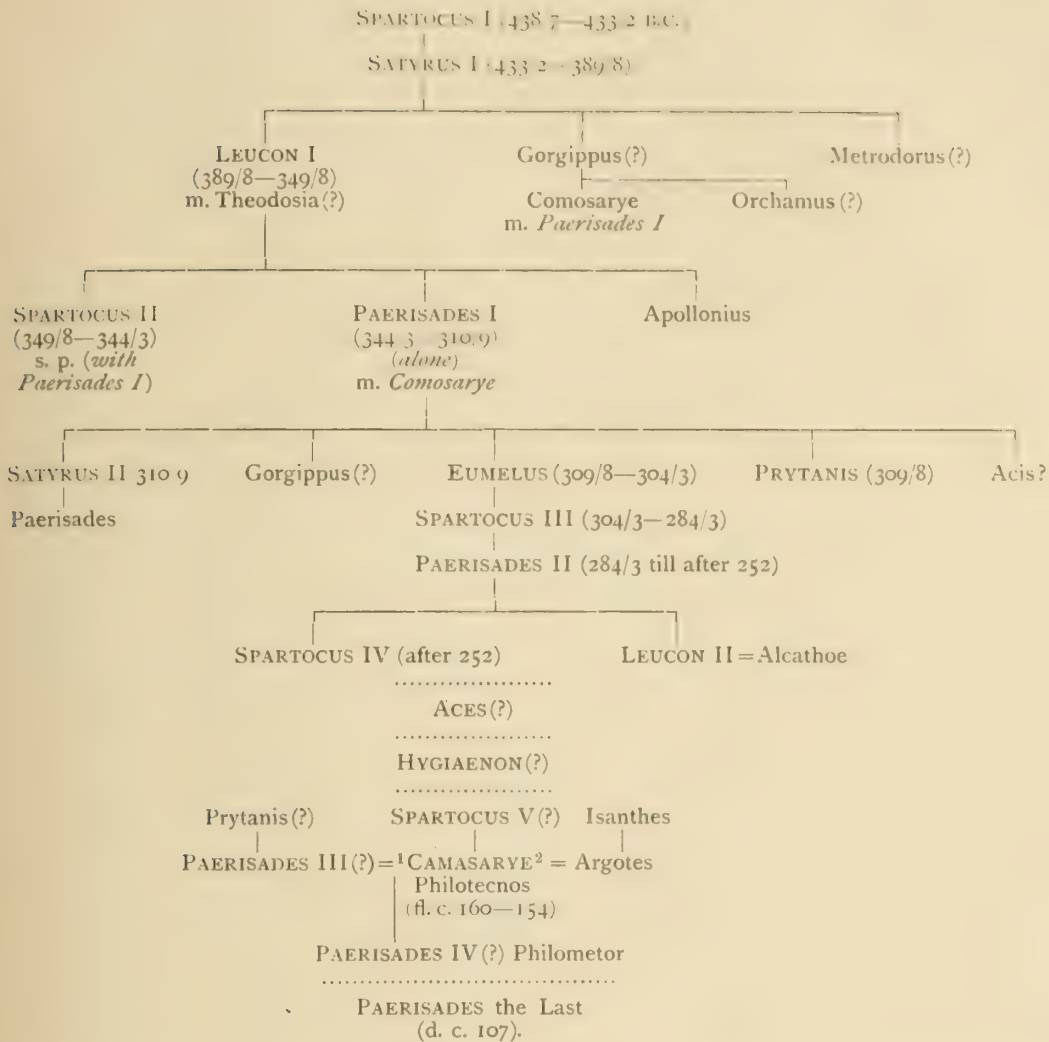 SPARTOCUS I (438 7—433 2 B.C.
SATYRUS I (433 2—389 8)
LEUCON I Gorgippus (?) Metrodorus (?)
(389/8—349/8)
m. Theodosia (?) Comosarye Orchamus (?)
m. Paerisades I
SPARTOCUS II PAERISADES I Apollonius
(349/8—344/3) (344 3—310.9)
s. p. (with (alone)
Paerisades I) m. Comosarye
SATYRUS II 310 9 Gorgippus (?) EUMELUS (309/8—304/3) PRYTANIS (309/8) Acis?
Paerisades SPARTOCUS III (304/3—284/3)
PAERISADES II (284/3 till after 252)
SPARTOCUS IV (after 252) LEUCON II = Alcathoe
....................
ACES (?)
....................
HYGIAENON (?)
....................
Prytanis (?) SPARTOCUS V (?) Isanthes
PAERISADES III (?) = ¹CAMASARYE² = Argotes
Philotecnos
(fl. c. 160—154)
PAERISADES IV (?) Philometor
....................................
PAERISADES the Last
(d. c. 107).